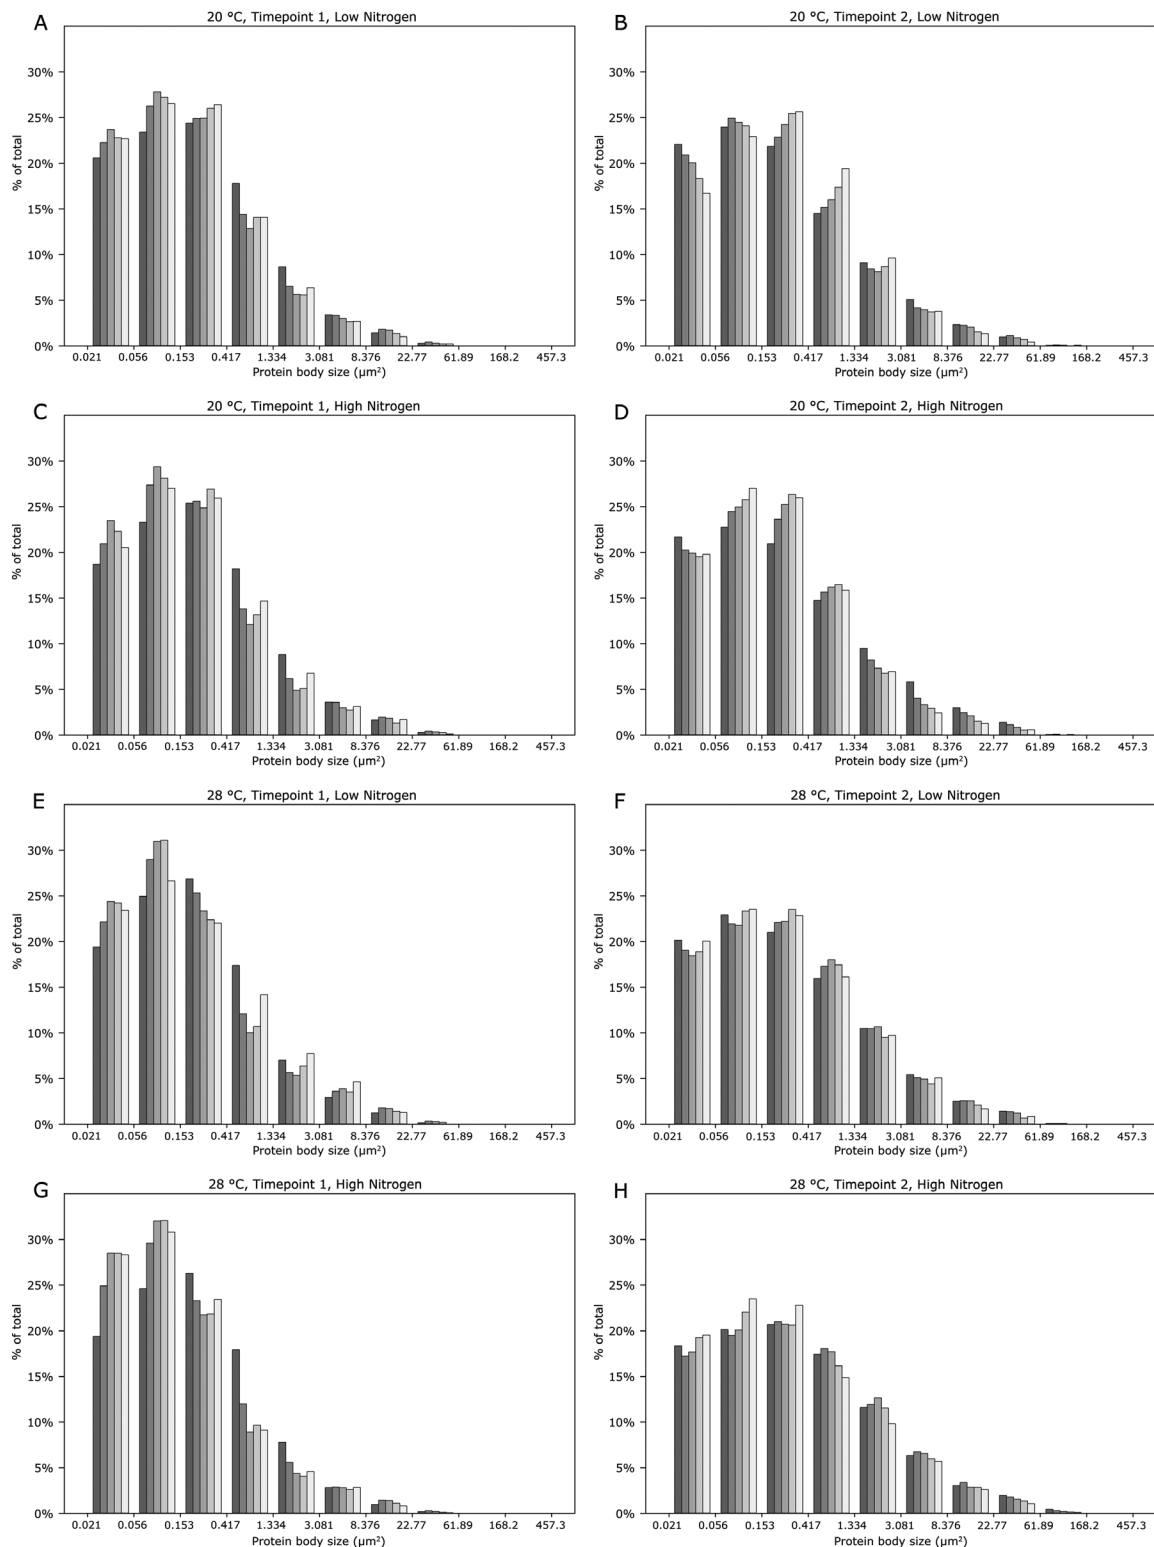 A
20 °C, Timepoint 1, Low Nitrogen
% of total
30%
25%
20%
15%
10%
5%
0%
0.021 0.056 0.153 0.417 1.334 3.081 8.376 22.77 61.89 168.2 457.3
Protein body size (µm²)
B
20 °C, Timepoint 2, Low Nitrogen
% of total
30%
25%
20%
15%
10%
5%
0%
0.021 0.056 0.153 0.417 1.334 3.081 8.376 22.77 61.89 168.2 457.3
Protein body size (µm²)
C
20 °C, Timepoint 1, High Nitrogen
% of total
30%
25%
20%
15%
10%
5%
0%
0.021 0.056 0.153 0.417 1.334 3.081 8.376 22.77 61.89 168.2 457.3
Protein body size (µm²)
D
20 °C, Timepoint 2, High Nitrogen
% of total
30%
25%
20%
15%
10%
5%
0%
0.021 0.056 0.153 0.417 1.334 3.081 8.376 22.77 61.89 168.2 457.3
Protein body size (µm²)
E
28 °C, Timepoint 1, Low Nitrogen
% of total
30%
25%
20%
15%
10%
5%
0%
0.021 0.056 0.153 0.417 1.334 3.081 8.376 22.77 61.89 168.2 457.3
Protein body size (µm²)
F
28 °C, Timepoint 2, Low Nitrogen
% of total
30%
25%
20%
15%
10%
5%
0%
0.021 0.056 0.153 0.417 1.334 3.081 8.376 22.77 61.89 168.2 457.3
Protein body size (µm²)
G
28 °C, Timepoint 1, High Nitrogen
% of total
30%
25%
20%
15%
10%
5%
0%
0.021 0.056 0.153 0.417 1.334 3.081 8.376 22.77 61.89 168.2 457.3
Protein body size (µm²)
H
28 °C, Timepoint 2, High Nitrogen
% of total
30%
25%
20%
15%
10%
5%
0%
0.021 0.056 0.153 0.417 1.334 3.081 8.376 22.77 61.89 168.2 457.3
Protein body size (µm²)